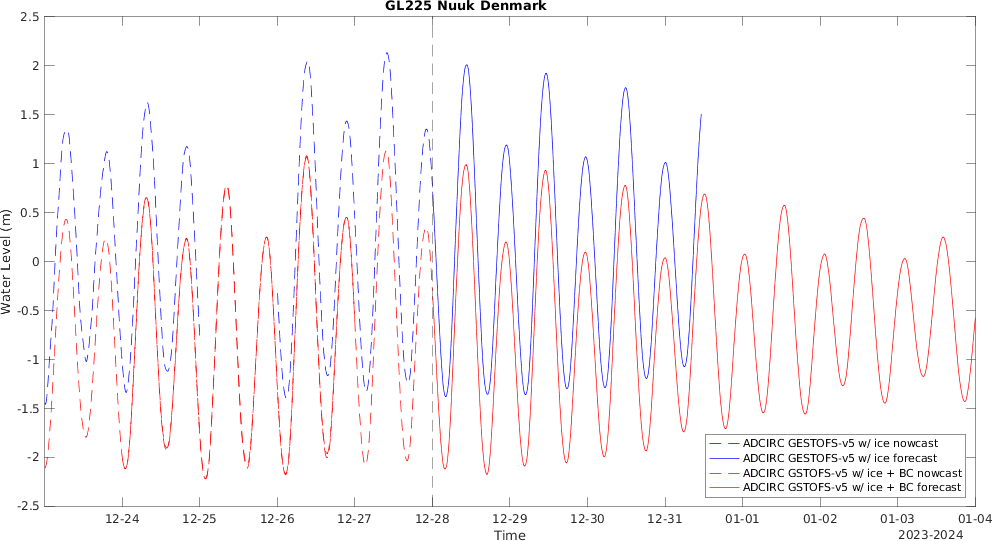 GL225 Nuuk Denmark
2.5
2
1.5
1
0.5
0
-0.5
-1
-1.5
-2
-2.5
Water Level (m)
12-24 12-25 12-26 12-27 12-28 12-29 12-30 12-31 01-01 01-02 01-03 01-04
Time
2023-2024
ADCIRC GESTOFS-v5 w/ ice nowcast
ADCIRC GESTOFS-v5 w/ ice forecast
ADCIRC GSTOFS-v5 w/ ice + BC nowcast
ADCIRC GSTOFS-v5 w/ ice + BC forecast